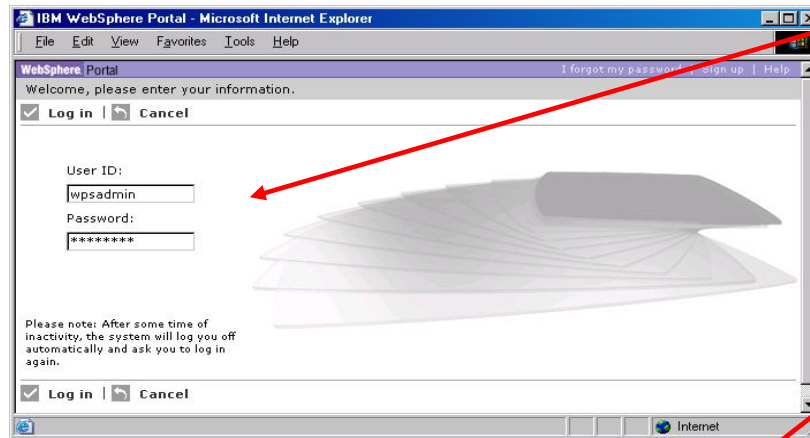 IBM WebSphere Portal - Microsoft Internet Explorer
File Edit View Favorites Tools Help
WebSphere Portal I forgot my password | Sign up | Help
Welcome, please enter your information.
Log in | Cancel
User ID:
wpsadmin
Password:
********
Please note: After some time of
inactivity, the system will log you off
automatically and ask you to log in
again.
Log in | Cancel
Internet